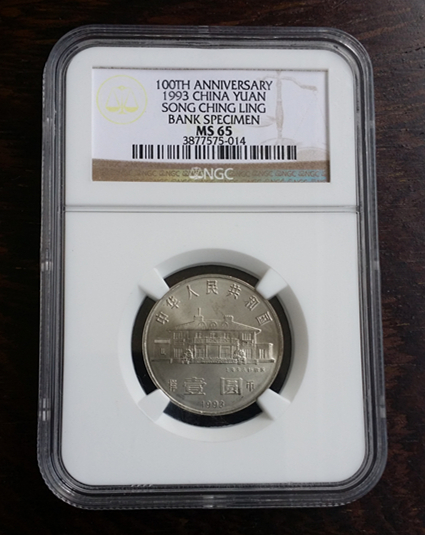 100TH ANNIVERSARY
1993 CHINA YUAN
SONG CHING LING
BANK SPECIMEN
MS 65
3877575-014
NGC
中华人民共和国
壹圆
1993